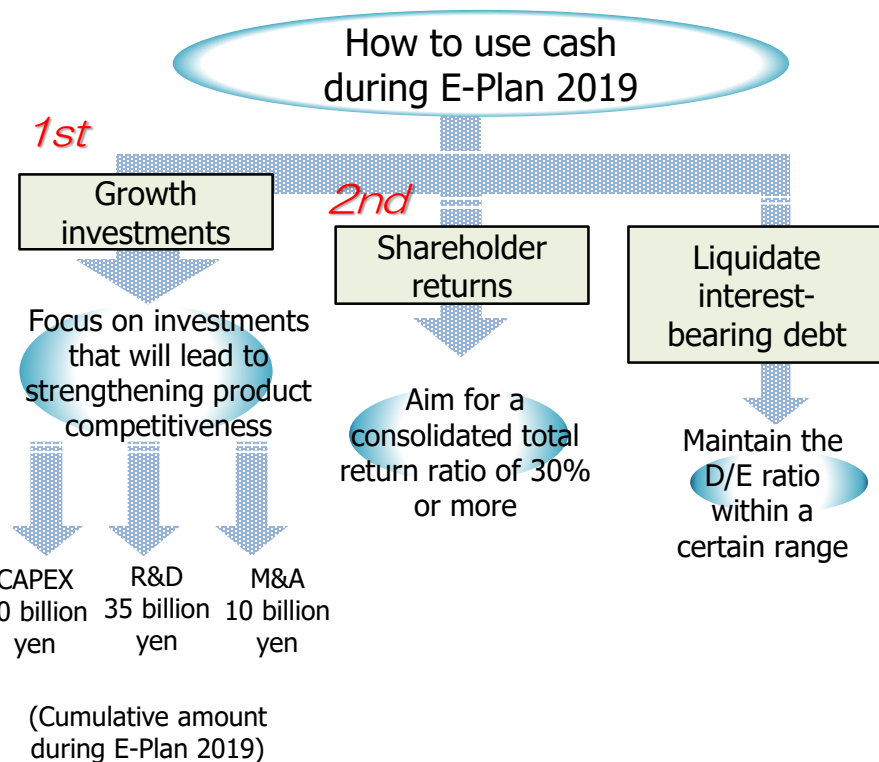 How to use cash
during E-Plan 2019
1st
Growth
investments
2nd
Shareholder
returns
Liquidate
interest-
bearing debt
Focus on investments
that will lead to
strengthening product
competitiveness
Aim for a
consolidated total
return ratio of 30%
or more
Maintain the
D/E ratio
within a
certain range
CAPEX
0 billion
yen
R&D
35 billion
yen
M&A
10 billion
yen
(Cumulative amount
during E-Plan 2019)